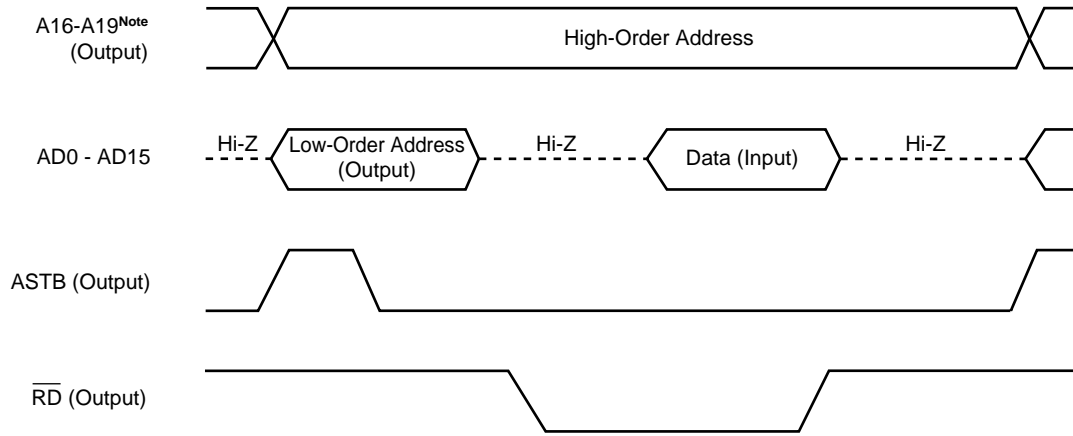 A16-A19Note
(Output)
High-Order Address
AD0 - AD15
Hi-Z
Low-Order Address
(Output)
Hi-Z
Data (Input)
Hi-Z
ASTB (Output)
RD (Output)